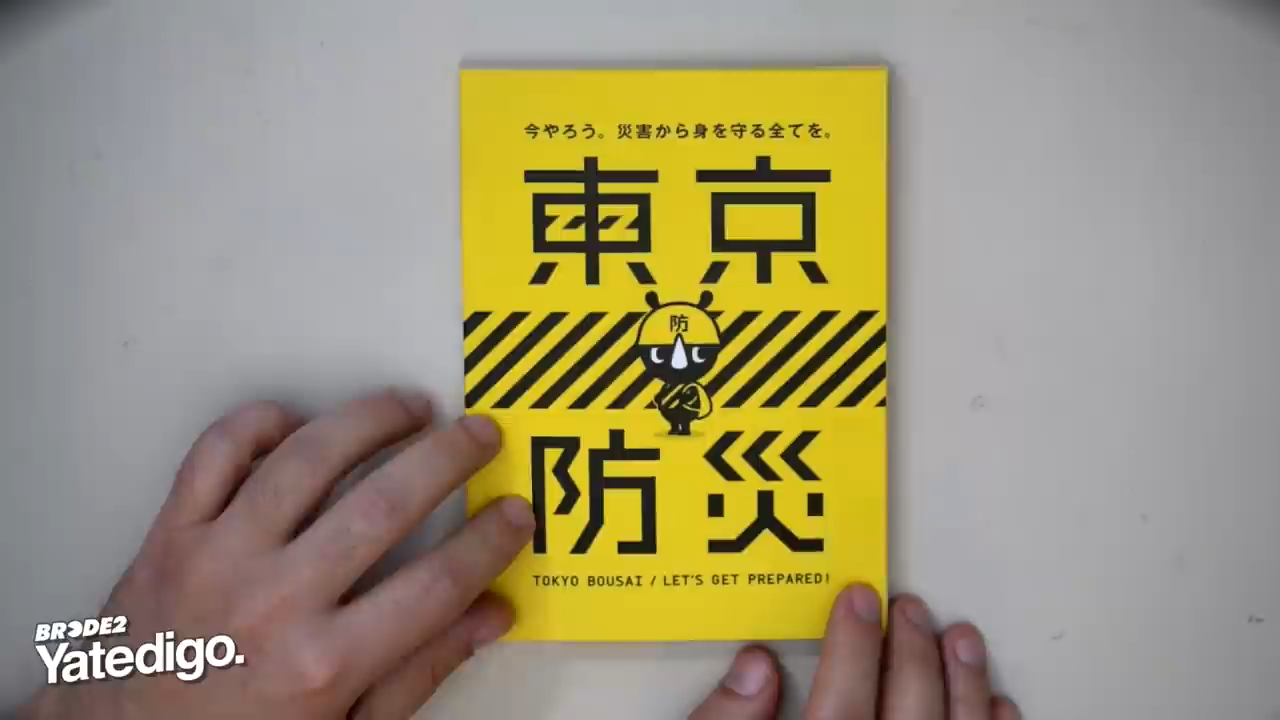 今やろう。災害から身を守る全てを。
東京
防
防災
TOKYO BOUSAI / LET'S GET PREPARED!
BRODE2
Yatedigo.